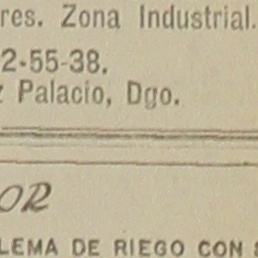 res. Zona Industrial.
2-55-38.
z Palacio, Dgo.
OR
LEMA DE RIEGO CON S